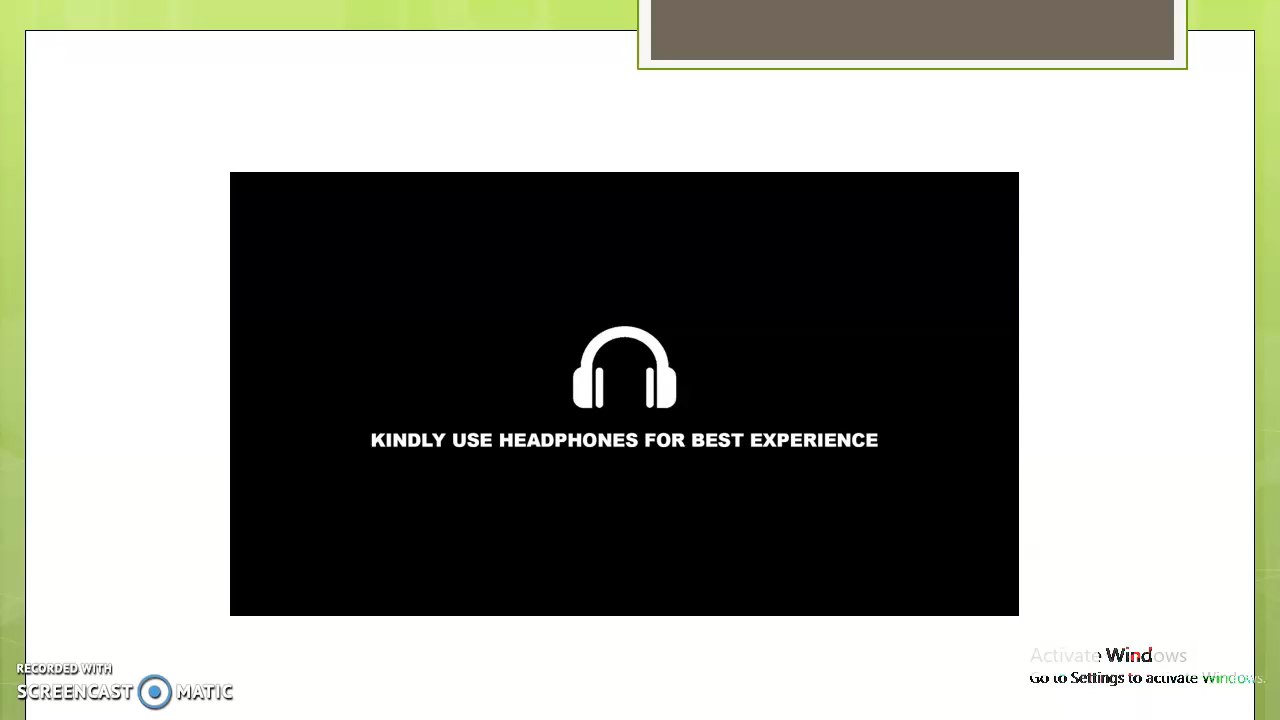 KINDLY USE HEADPHONES FOR BEST EXPERIENCE
Activate Windows
Go to Settings to activate Windows.
RECORDED WITH
SCREENCAST MATIC